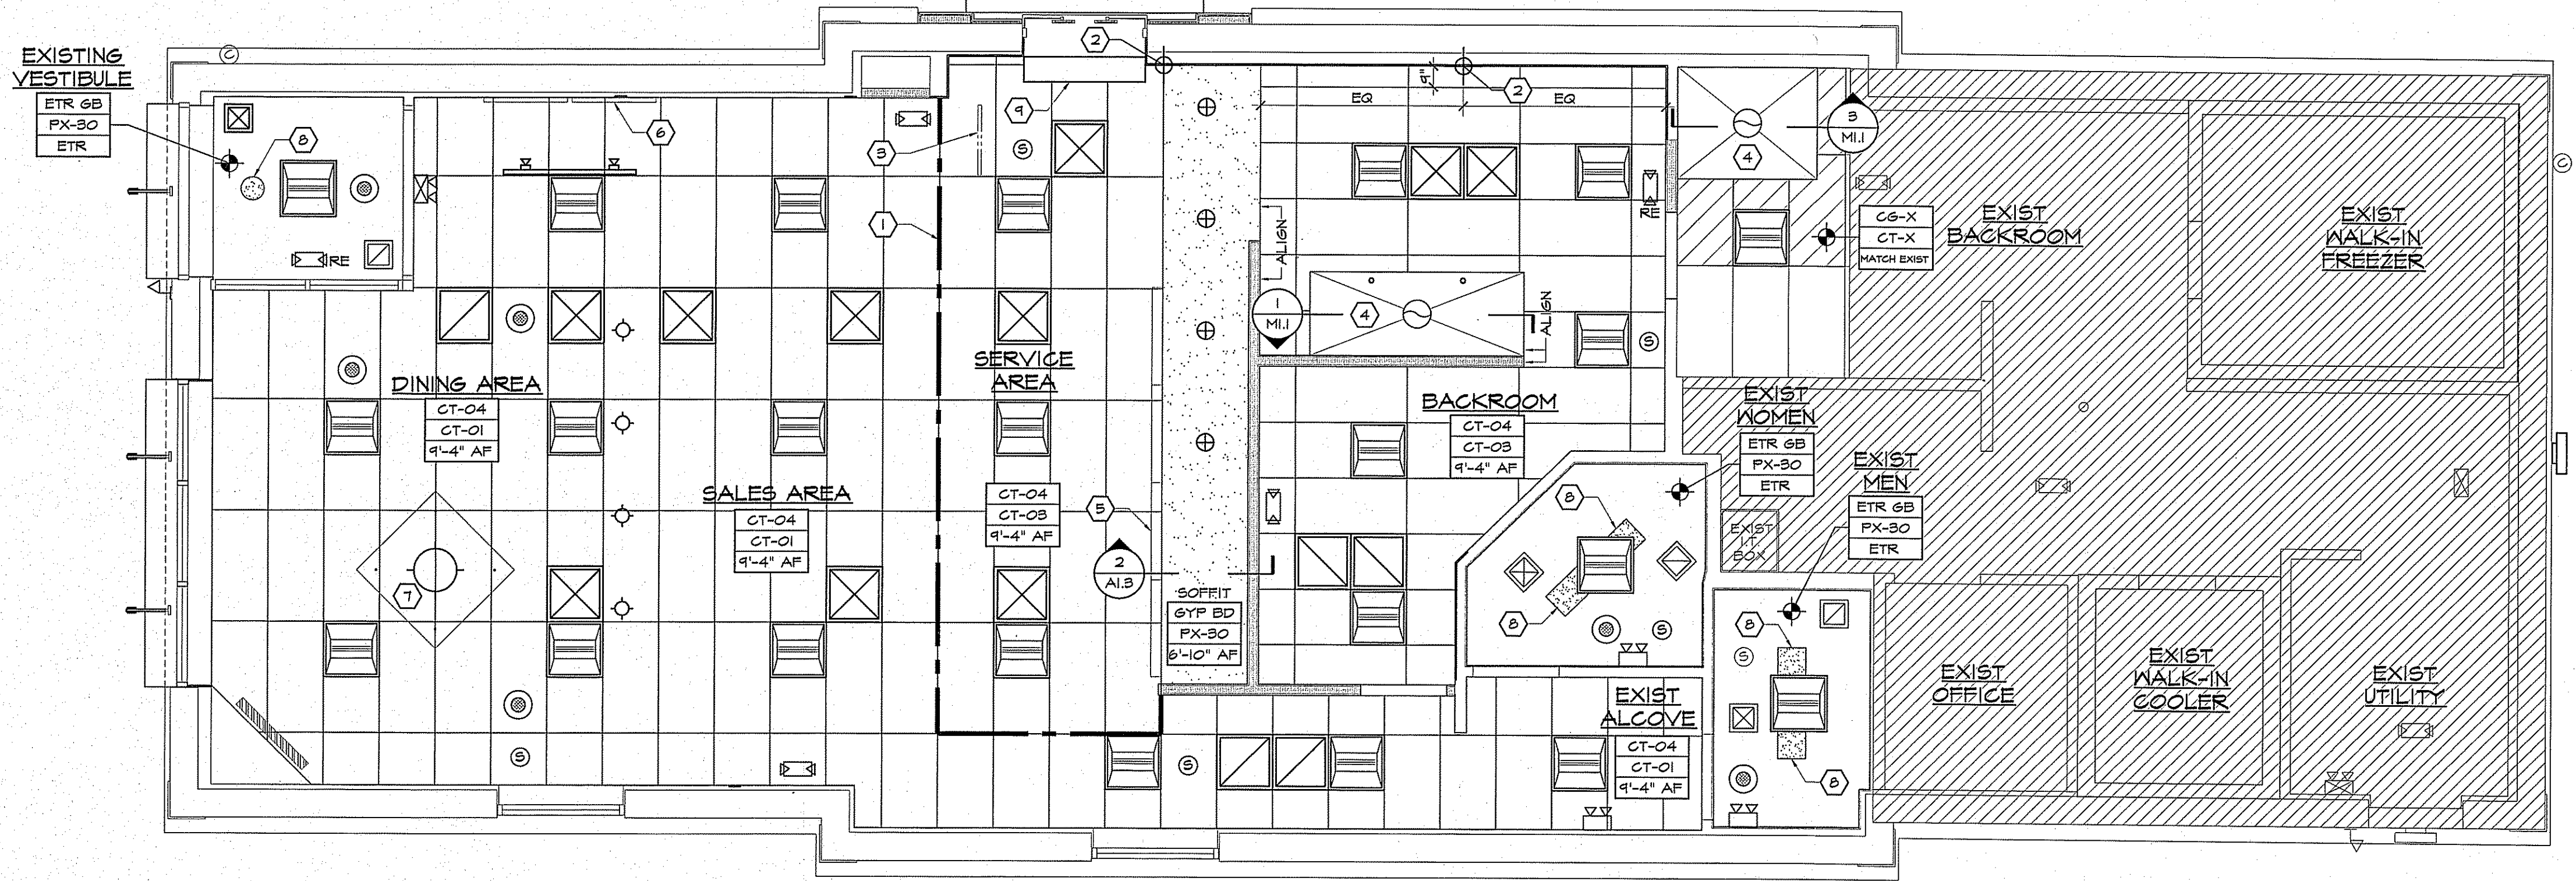 EXISTING
VESTIBULE
ETR GB
PX-30
ETR
C
8
RE
6
3
1
9
2
S
DINING AREA
CT-04
CT-01
9'-4" AF
7
SALES AREA
CT-04
CT-01
9'-4" AF
S
SERVICE
AREA
CT-04
CT-03
9'-4" AF
5
2
A1.3
SOFFIT
GYP BD
PX-30
6'-10" AF
S
EQ
9"
EQ
2
ALIGN
1
M1.1
4
ALIGN
RE
S
BACKROOM
CT-04
CT-03
9'-4" AF
4
3
M1.1
CG-X
CT-X
MATCH EXIST
EXIST
BACKROOM
EXIST
WALK-IN
FREEZER
C
EXIST
WOMEN
ETR GB
PX-30
ETR
8
8
S
EXIST
MEN
ETR GB
PX-30
ETR
EXIST
I.T.
BOX
8
S
8
EXIST
ALCOVE
CT-04
CT-01
9'-4" AF
EXIST
OFFICE
EXIST
WALK-IN
COOLER
EXIST
UTILITY